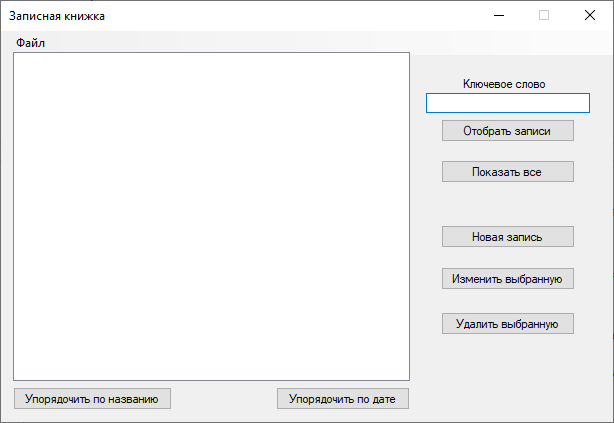 Записная книжка
Файл
Ключевое слово
Отобрать записи
Показать все
Новая запись
Изменить выбранную
Удалить выбранную
Упорядочить по названию
Упорядочить по дате